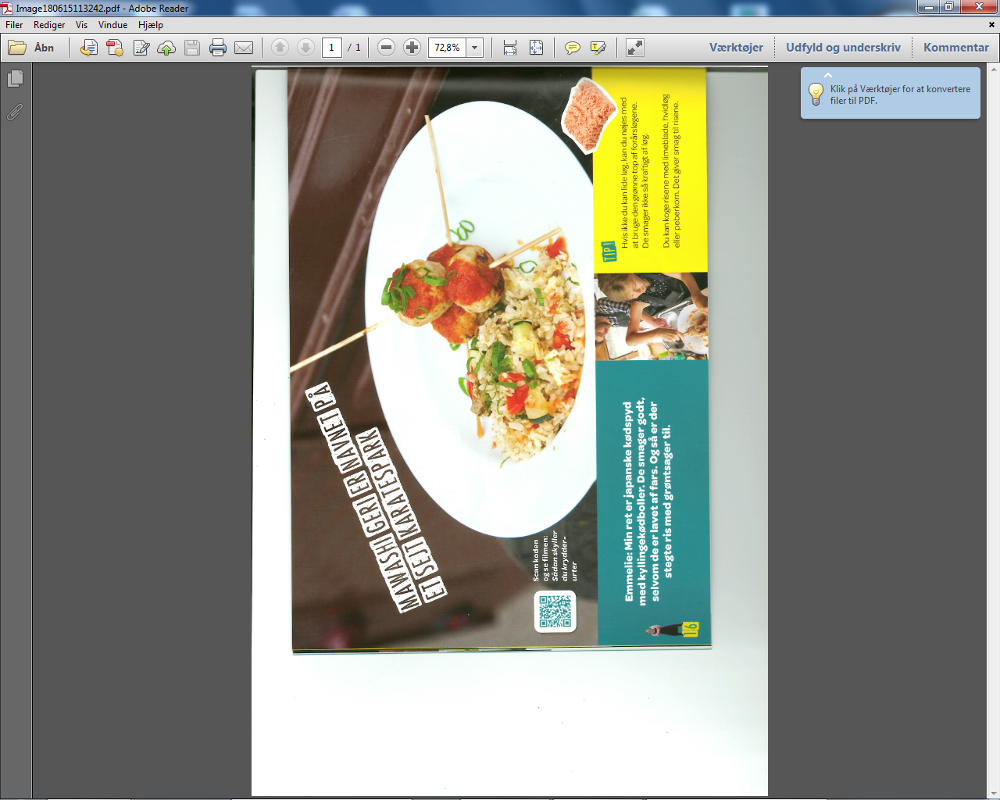 Image180615113242.pdf - Adobe Reader
Filer Rediger Vis Vindue Hjælp
Åbn
1 / 1
72,8%
Værktøjer
Udfyld og underskriv
Kommentar
Klik på Værktøjer for at konvertere
filer til PDF.
MAWASHI GERI ER NAVNET PÅ
ET SEJT KARATESPARK
Scan koden
og se filmen:
Sådan skyller
du krydder-
urter
TIP!
Hvis ikke du kan lide løg, kan du nøjes med
at bruge den grønne top af forårsløgene.
De smager ikke så kraftigt af løg.
Du kan koge risene med limeblade, hvidløg
eller peberkorn. Det giver smag til risene.
Emmelie: Min ret er japanske kødspyd
med kyllingekødboller. De smager godt,
selvom de er lavet af fars. Og så er der
stegte ris med grøntsager til.
16